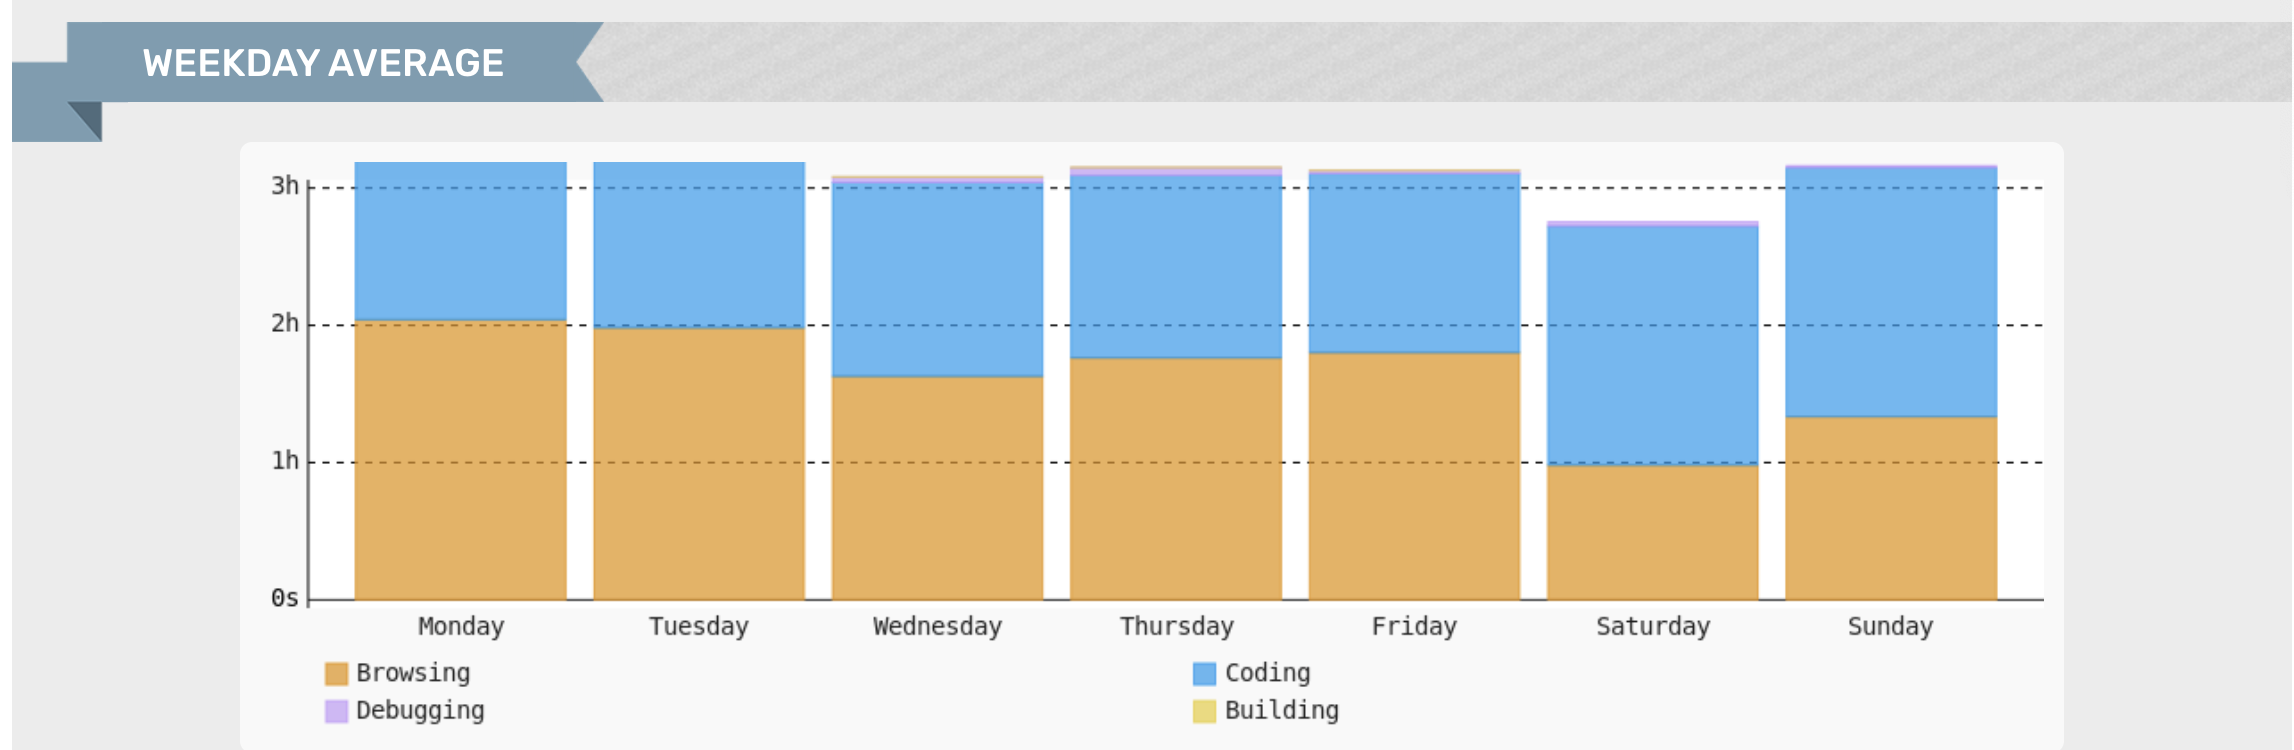 WEEKDAY AVERAGE
3h
2h
1h
0s
Monday Tuesday Wednesday Thursday Friday Saturday Sunday
Browsing Coding
Debugging Building